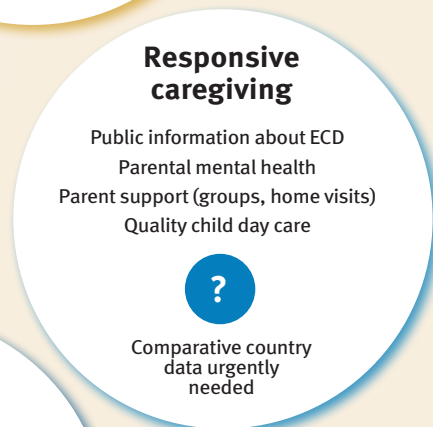 Responsive
caregiving
Public information about ECD
Parental mental health
Parent support (groups, home visits)
Quality child day care
?
Comparative country
data urgently
needed